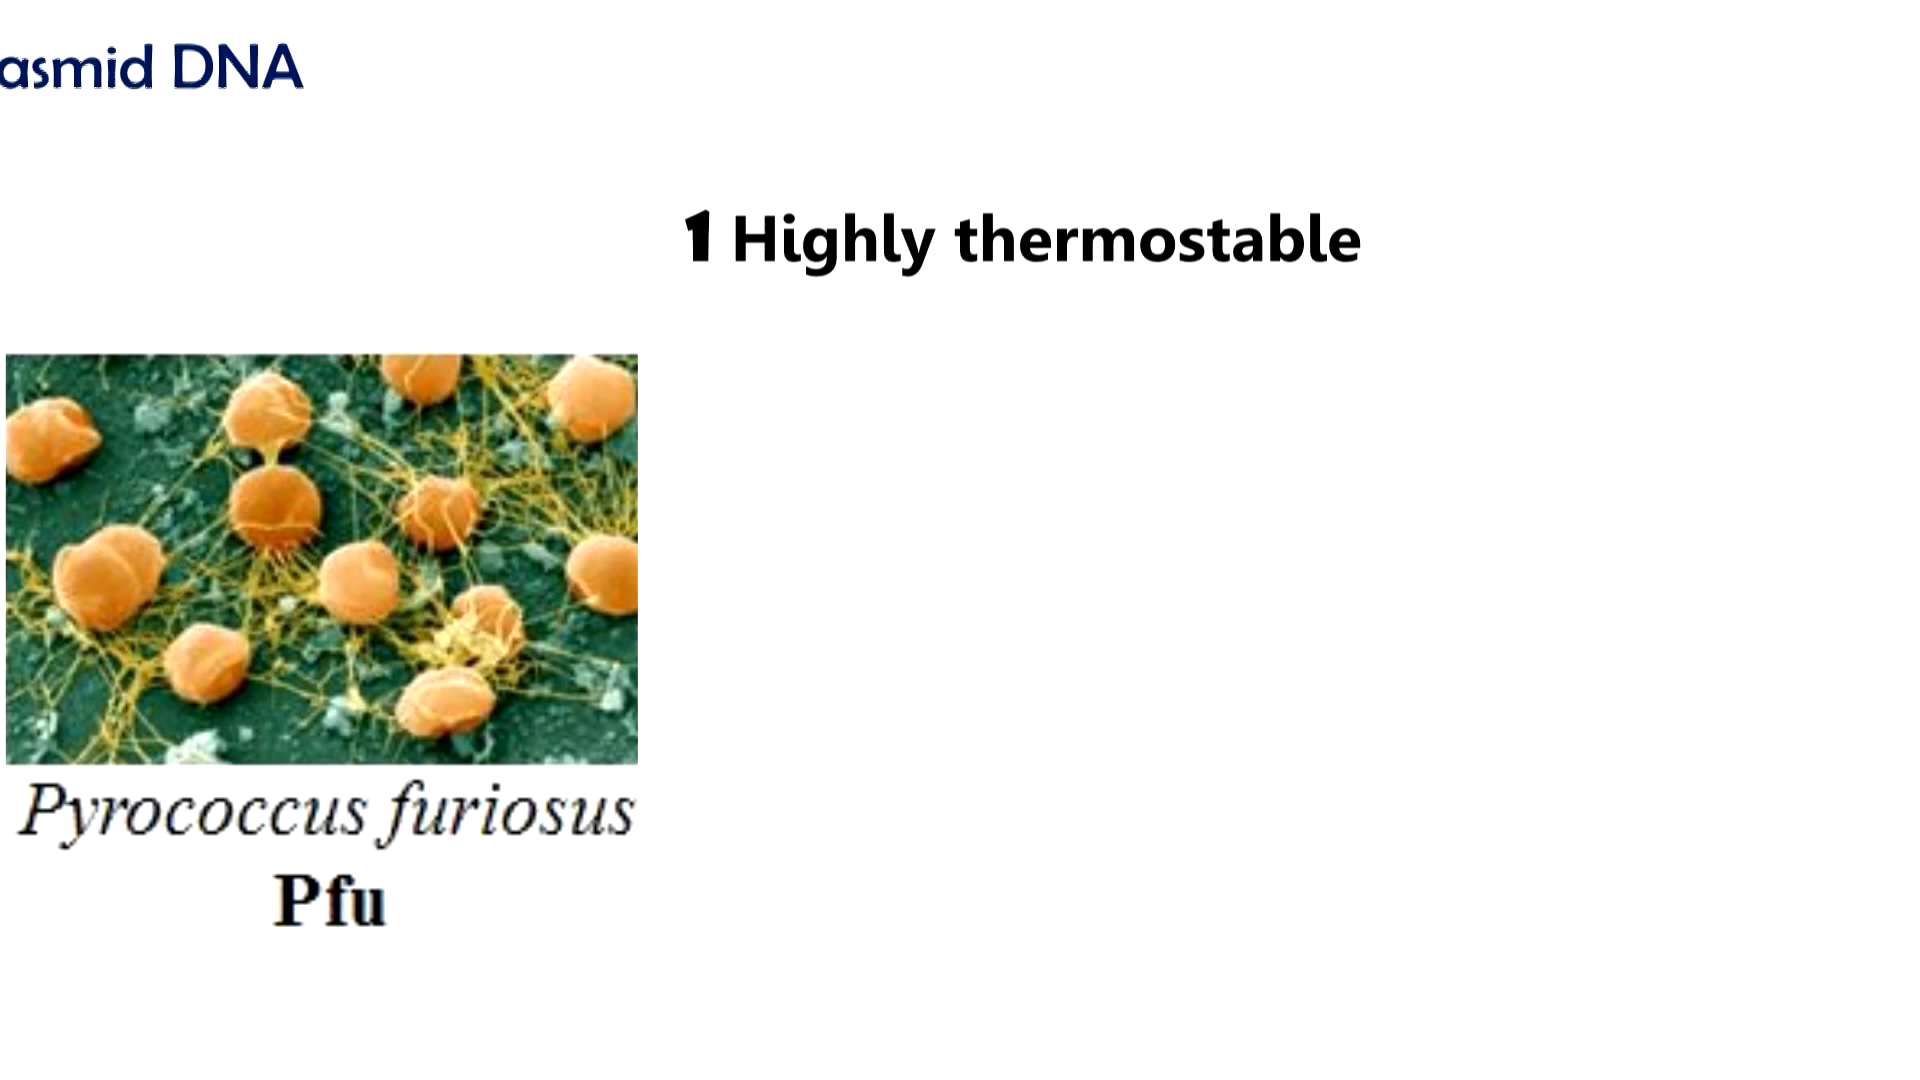 asmid DNA
1 Highly thermostable
Pyrococcus furiosus
Pfu